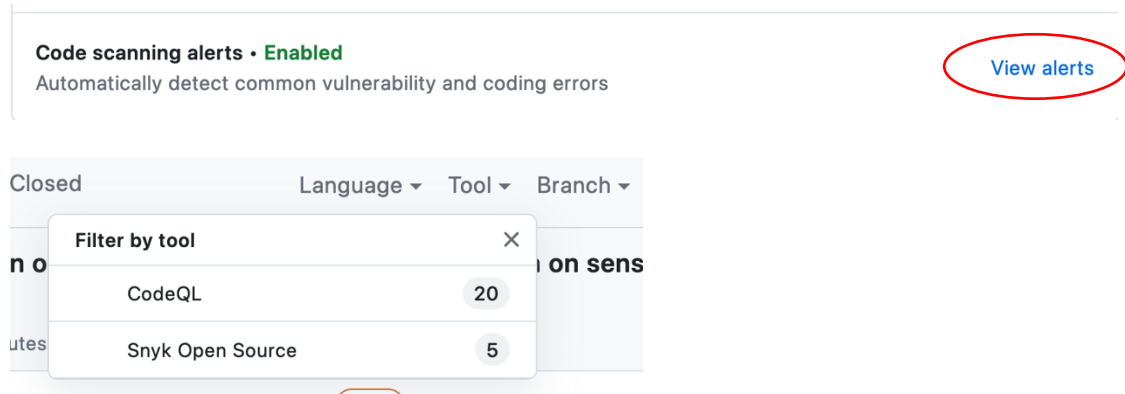 Code scanning alerts • Enabled
Automatically detect common vulnerability and coding errors
View alerts
Closed Language Tool Branch
Filter by tool
n o on sens
CodeQL 20
utes
Snyk Open Source 5